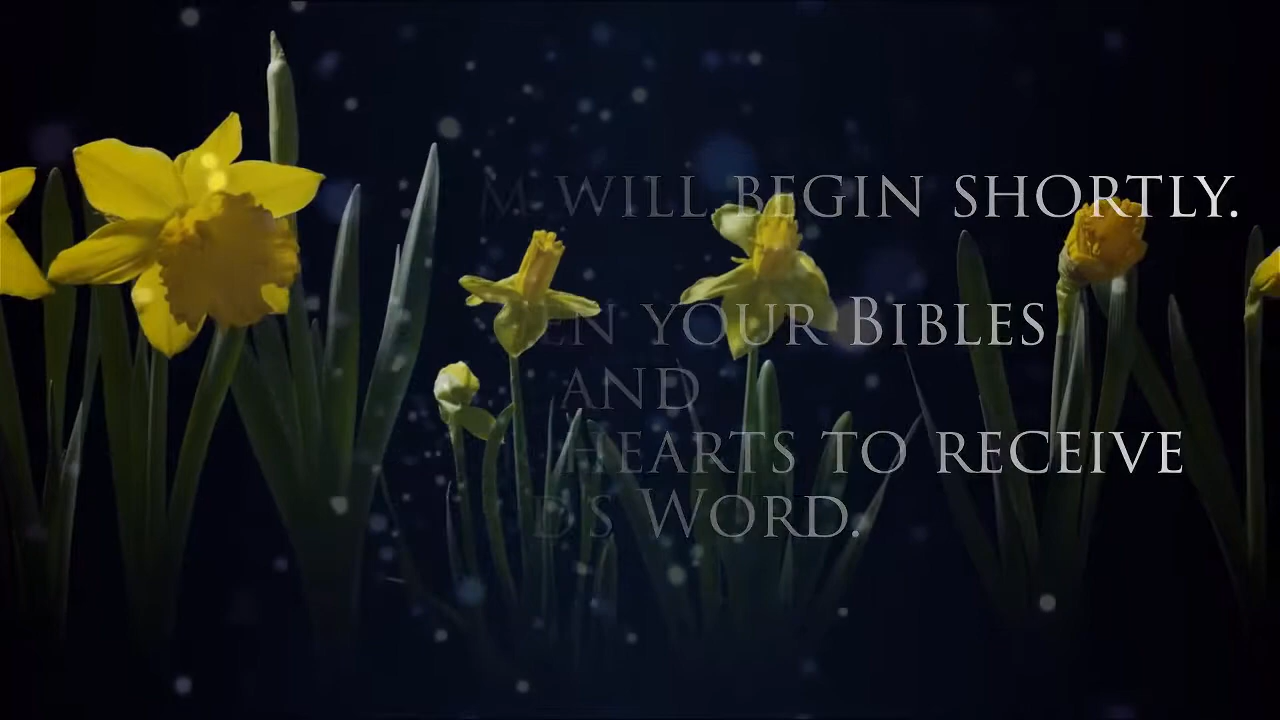 WILL BEGIN SHORTLY.
YOUR BIBLES
AND
HEARTS TO RECEIVE
WORD.